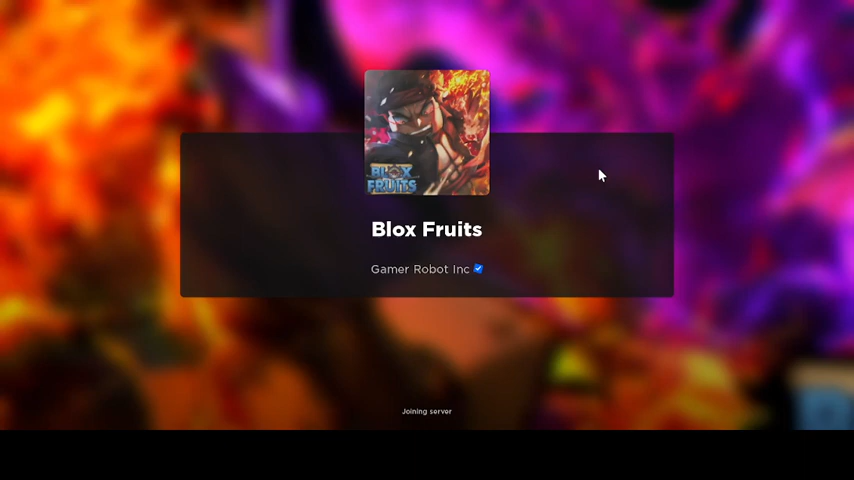 BLOX
FRUITS
Blox Fruits
Gamer Robot Inc
Joining server